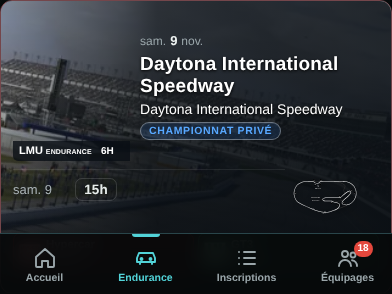 sam. 9 nov.
Daytona International
Speedway
Daytona International Speedway
CHAMPIONNAT PRIVÉ
LMU ENDURANCE 6H
sam. 9 15h
18
Accueil Endurance Inscriptions Équipages